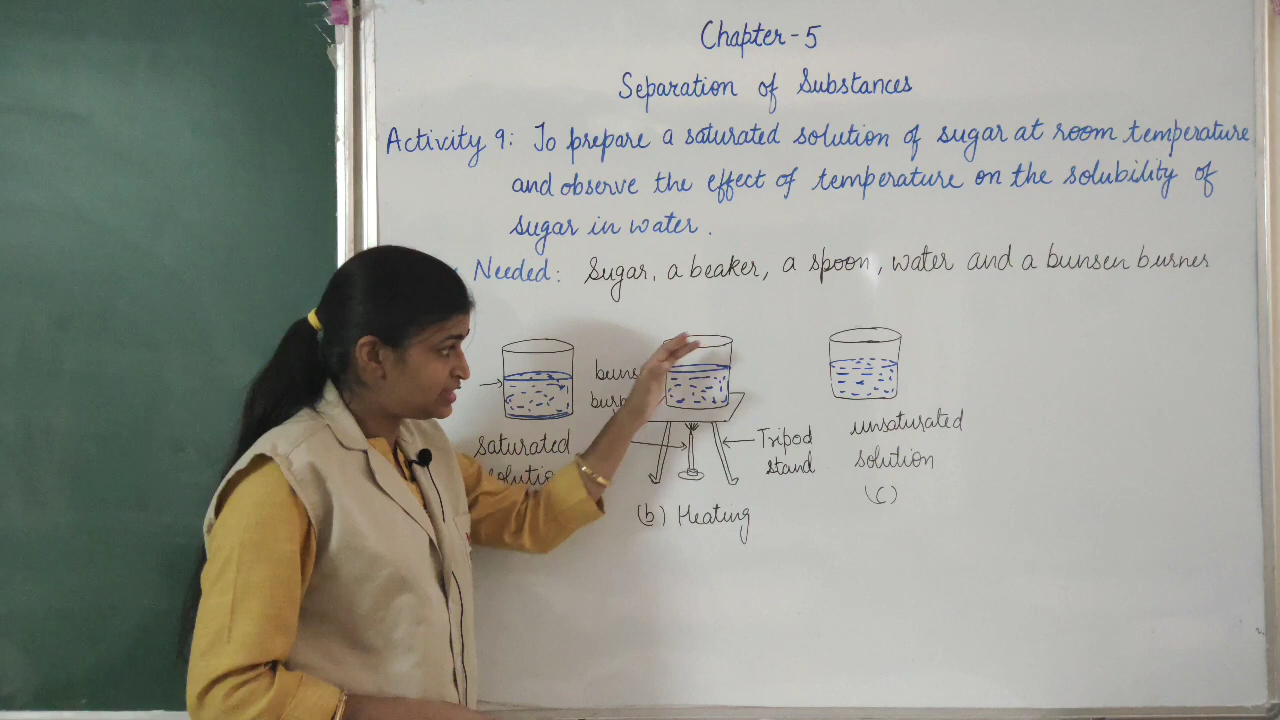 Chapter-5
Separation of Substances
Activity 9: To prepare a saturated solution of sugar at room temperature
and observe the effect of temperature on the solubility of
sugar in water.
Needed: Sugar, a beaker, a spoon, water and a bunsen burner
saturated
Tripod
stand
(b) Heating
unsaturated
solution
(C)